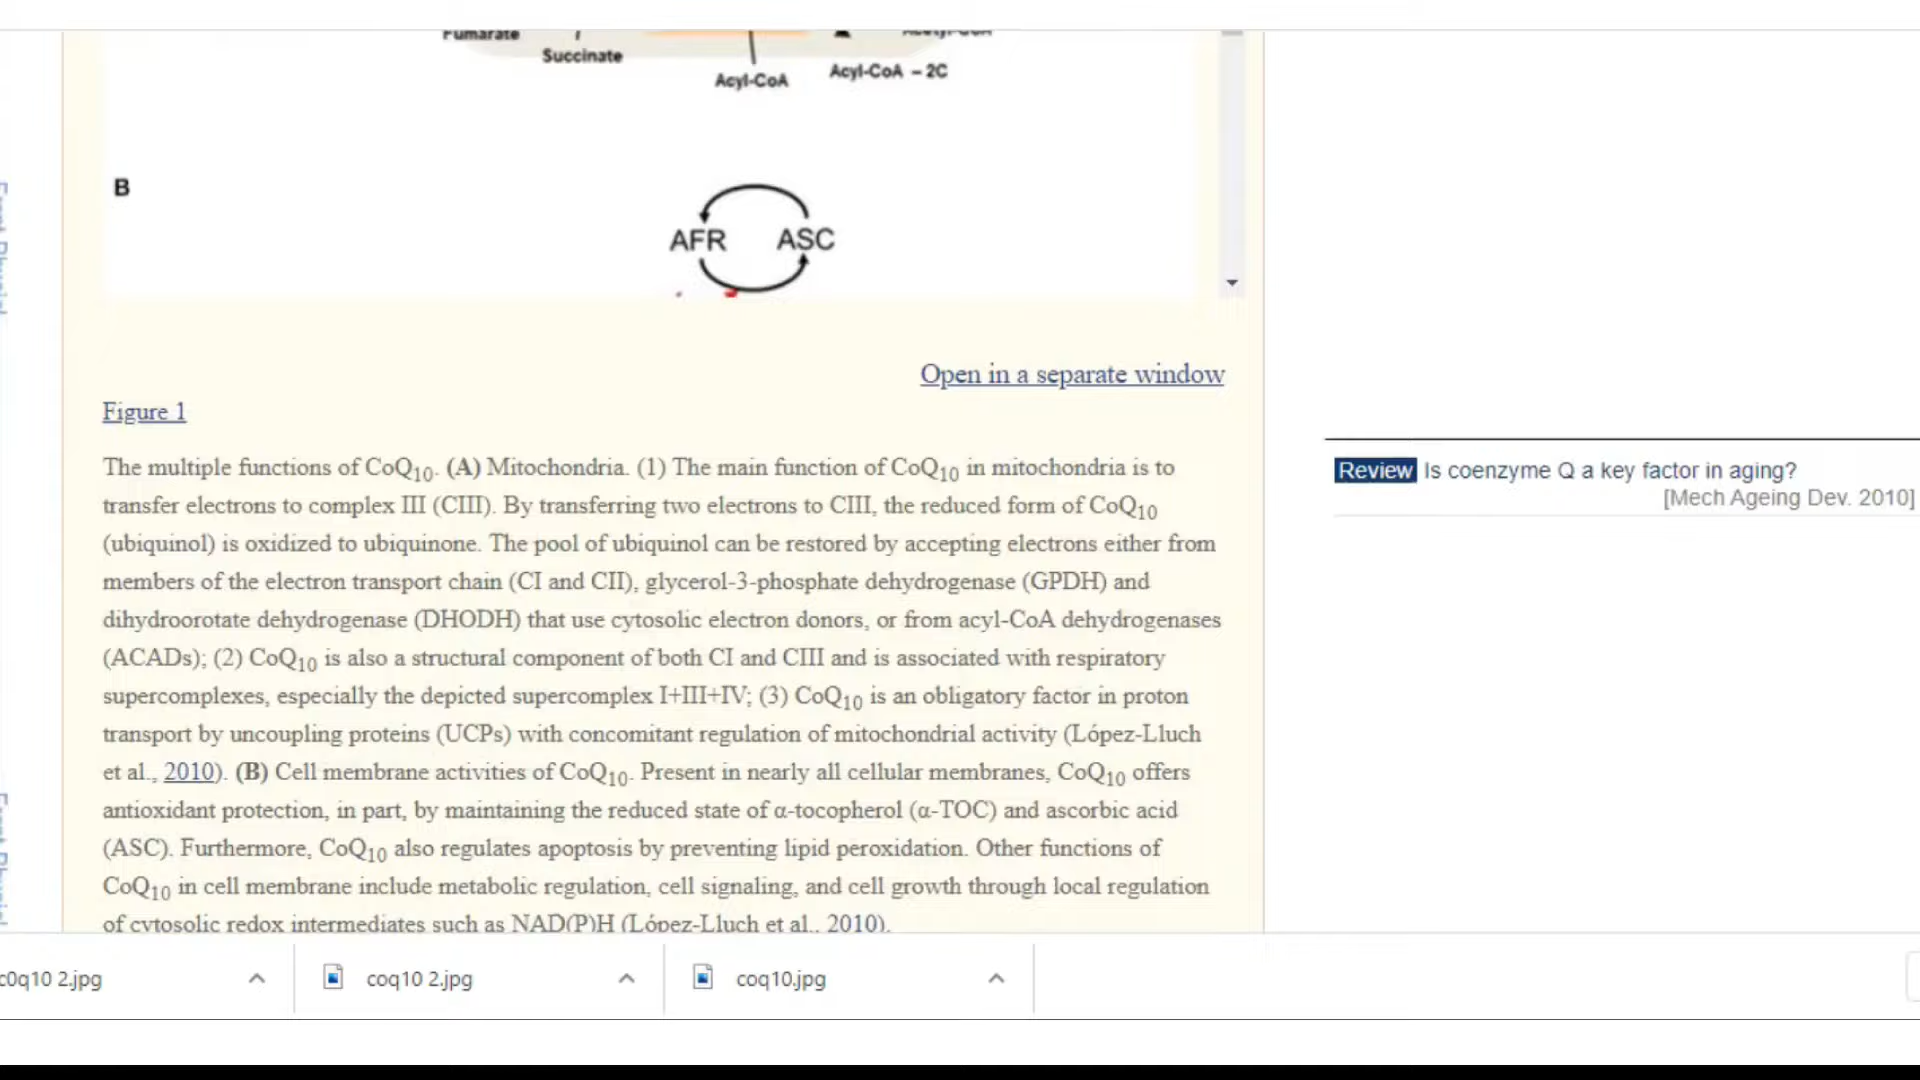 Fumarate
Succinate
Acyl-CoA
Acyl-CoA – 2C
B
AFR ASC
Open in a separate window
Figure 1
The multiple functions of CoQ10. (A) Mitochondria. (1) The main function of CoQ10 in mitochondria is to
transfer electrons to complex III (CIII). By transferring two electrons to CIII, the reduced form of CoQ10
(ubiquinol) is oxidized to ubiquinone. The pool of ubiquinol can be restored by accepting electrons either from
members of the electron transport chain (CI and CII), glycerol-3-phosphate dehydrogenase (GPDH) and
dihydroorotate dehydrogenase (DHODH) that use cytosolic electron donors, or from acyl-CoA dehydrogenases
(ACADs); (2) CoQ10 is also a structural component of both CI and CIII and is associated with respiratory
supercomplexes, especially the depicted supercomplex I+III+IV; (3) CoQ10 is an obligatory factor in proton
transport by uncoupling proteins (UCPs) with concomitant regulation of mitochondrial activity (López-Lluch
et al., 2010). (B) Cell membrane activities of CoQ10. Present in nearly all cellular membranes, CoQ10 offers
antioxidant protection, in part, by maintaining the reduced state of α-tocopherol (α-TOC) and ascorbic acid
(ASC). Furthermore, CoQ10 also regulates apoptosis by preventing lipid peroxidation. Other functions of
CoQ10 in cell membrane include metabolic regulation, cell signaling, and cell growth through local regulation
of cytosolic redox intermediates such as NAD(P)H (López-Lluch et al., 2010).
Review Is coenzyme Q a key factor in aging?
[Mech Ageing Dev. 2010]
c0q10 2.jpg
coq10 2.jpg
coq10.jpg